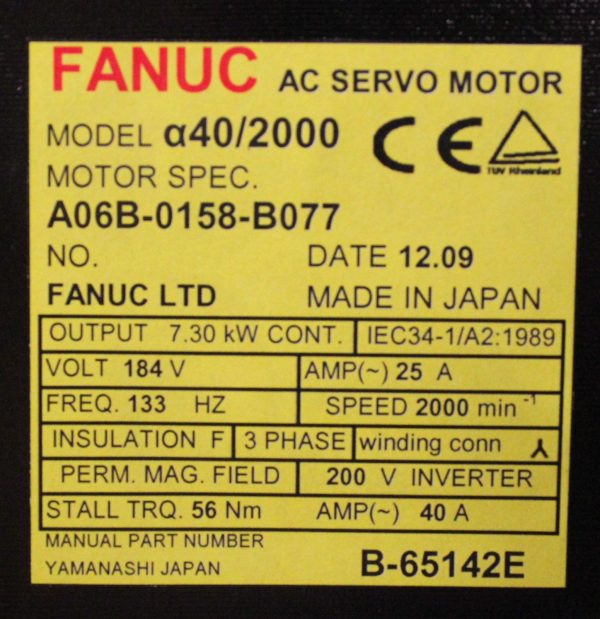 FANUC AC SERVO MOTOR
MODEL α40/2000
CE
TUV Rheinland
MOTOR SPEC.
A06B-0158-B077
NO. DATE 12.09
FANUC LTD MADE IN JAPAN
OUTPUT 7.30 kW CONT. IEC34-1/A2:1989
VOLT 184 V AMP(~) 25 A
FREQ. 133 HZ SPEED 2000 min⁻¹
INSULATION F 3 PHASE winding conn
PERM. MAG. FIELD 200 V INVERTER
STALL TRQ. 56 Nm AMP(~) 40 A
MANUAL PART NUMBER
YAMANASHI JAPAN B-65142E